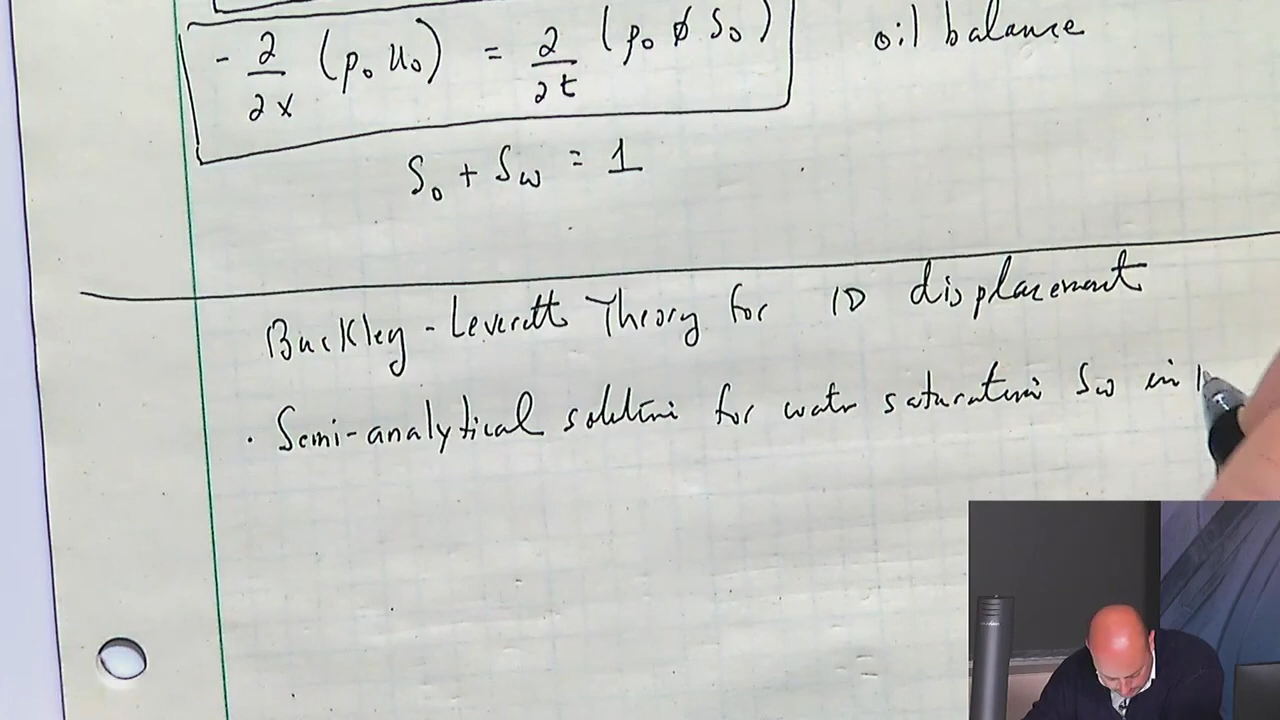 - ∂/∂x (ρo uo) = ∂/∂t (ρo ϕ So) oil balance
So + Sw = 1
Buckley-Leverett Theory for 1D displacement
· Semi-analytical solution for water saturation Sw in 1